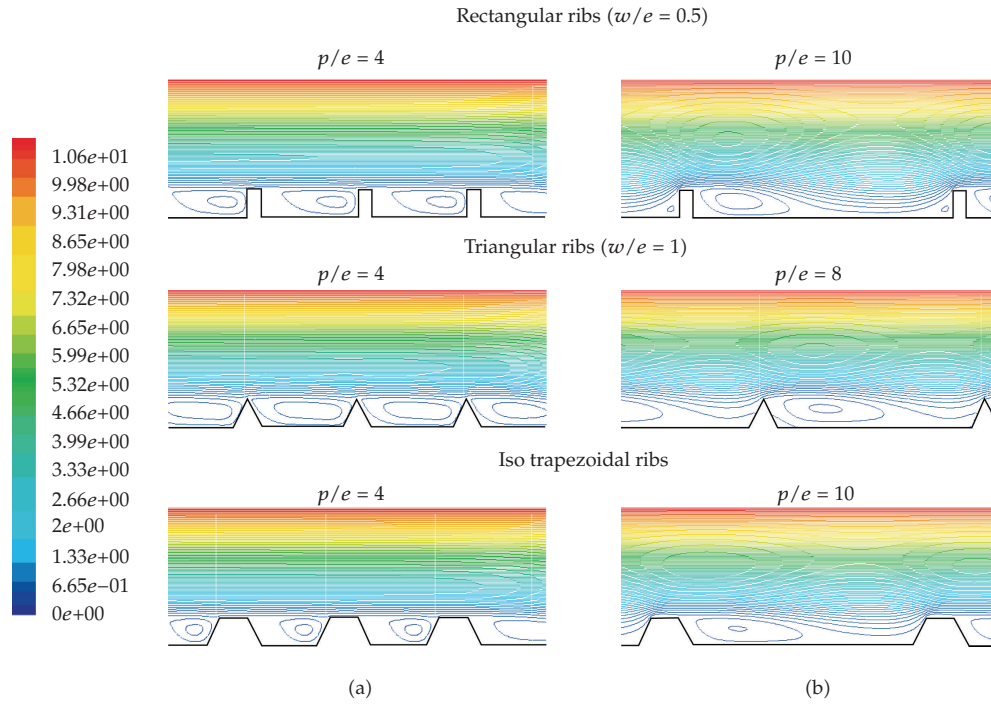 Rectangular ribs (w/e = 0.5)
p/e = 4
p/e = 10
1.06e+01
9.98e+00
9.31e+00
8.65e+00
7.98e+00
7.32e+00
6.65e+00
5.99e+00
5.32e+00
4.66e+00
3.99e+00
3.33e+00
2.66e+00
2e+00
1.33e+00
6.65e−01
0e+00
Triangular ribs (w/e = 1)
p/e = 4
p/e = 8
Iso trapezoidal ribs
p/e = 4
p/e = 10
(a)
(b)